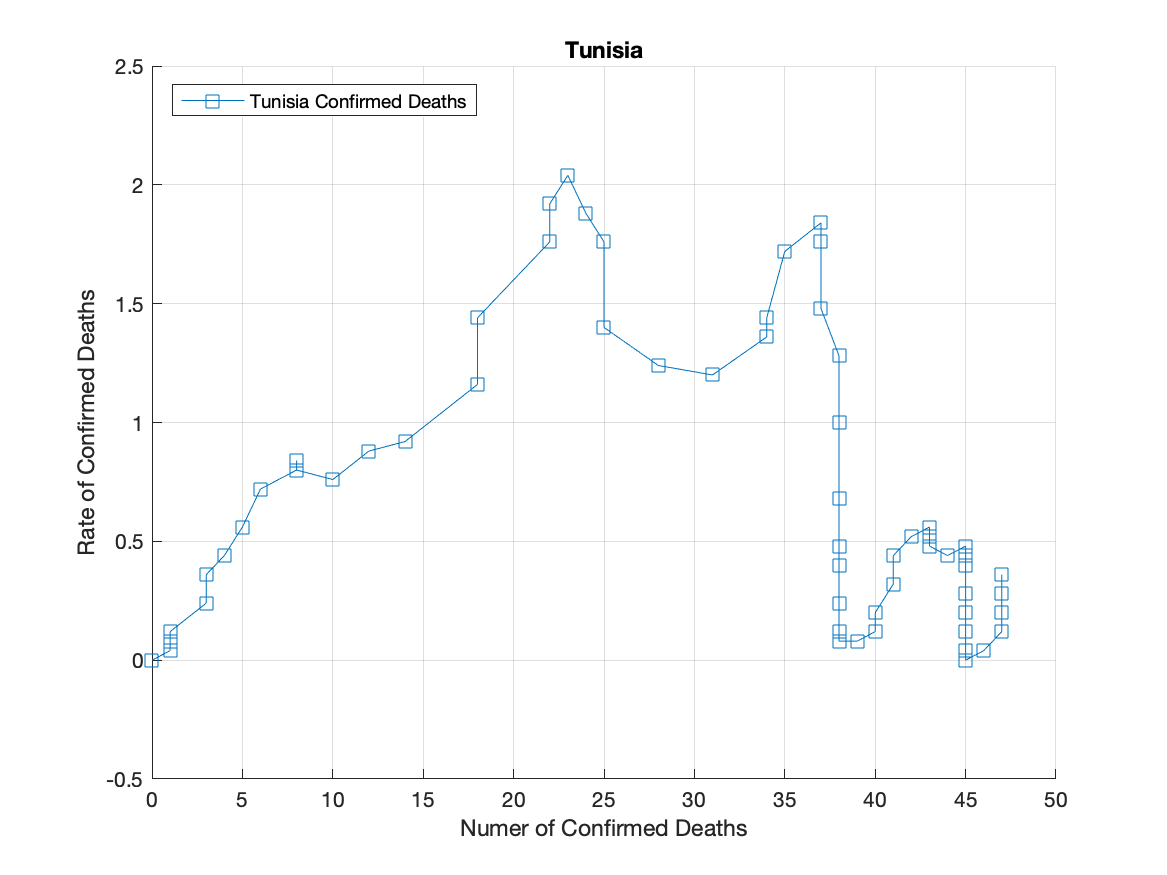 Tunisia
Tunisia Confirmed Deaths
2.5
2
1.5
1
0.5
0
-0.5
Rate of Confirmed Deaths
0 5 10 15 20 25 30 35 40 45 50
Numer of Confirmed Deaths